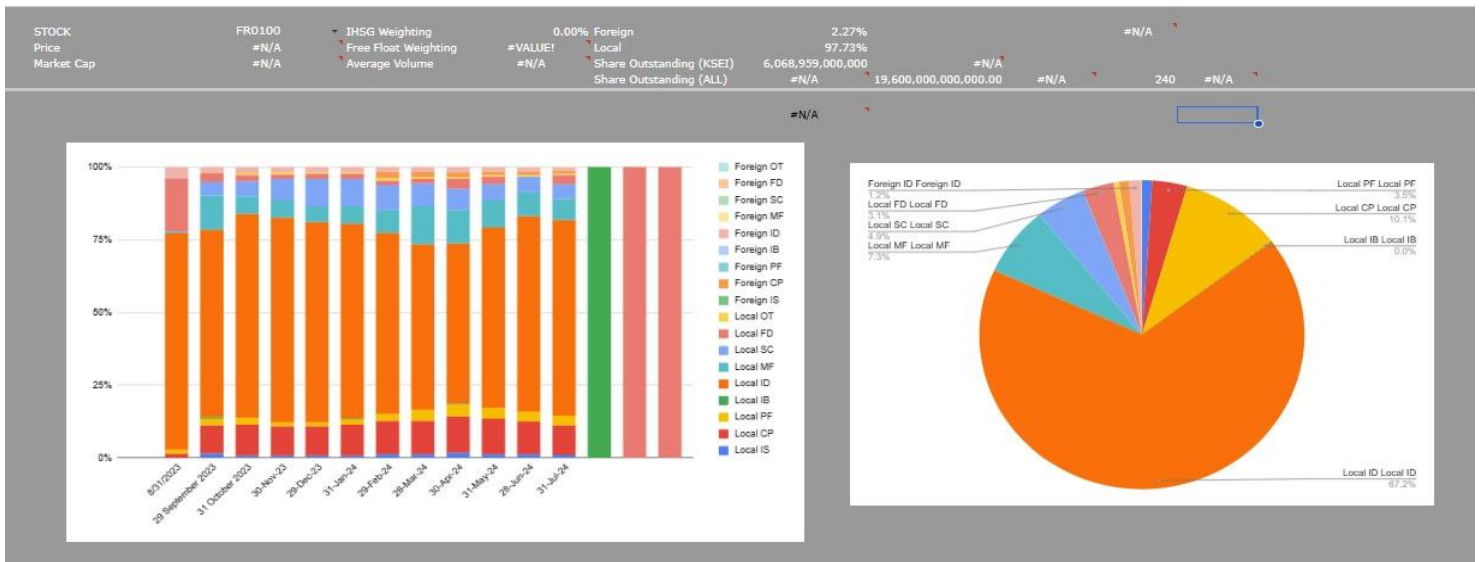 STOCK FR0100 IHSG Weighting 0.00% Foreign 2.27% #N/A
Price #N/A Free Float Weighting #VALUE! Local 97.73%
Market Cap #N/A Average Volume #N/A Share Outstanding (KSEI) 6,068,959,000,000 #N/A
Share Outstanding (ALL) #N/A 19,600,000,000,000.00 #N/A 240 #N/A
#N/A
100%
75%
50%
25%
0%
8/31/2023
29 September 2023
31 October 2023
30-Nov-23
29-Dec-23
31-Jan-24
29-Feb-24
28-Mar-24
30-Apr-24
31-May-24
28-Jun-24
31-Jul-24
Foreign OT
Foreign FD
Foreign SC
Foreign MF
Foreign ID
Foreign IB
Foreign PF
Foreign CP
Foreign IS
Local OT
Local FD
Local SC
Local MF
Local ID
Local IB
Local PF
Local CP
Local IS
Foreign ID Foreign ID
1.2%
Local FD Local FD
3.1%
Local SC Local SC
4.9%
Local MF Local MF
7.3%
Local PF Local PF
3.5%
Local CP Local CP
10.1%
Local IB Local IB
0.0%
Local ID Local ID
67.2%